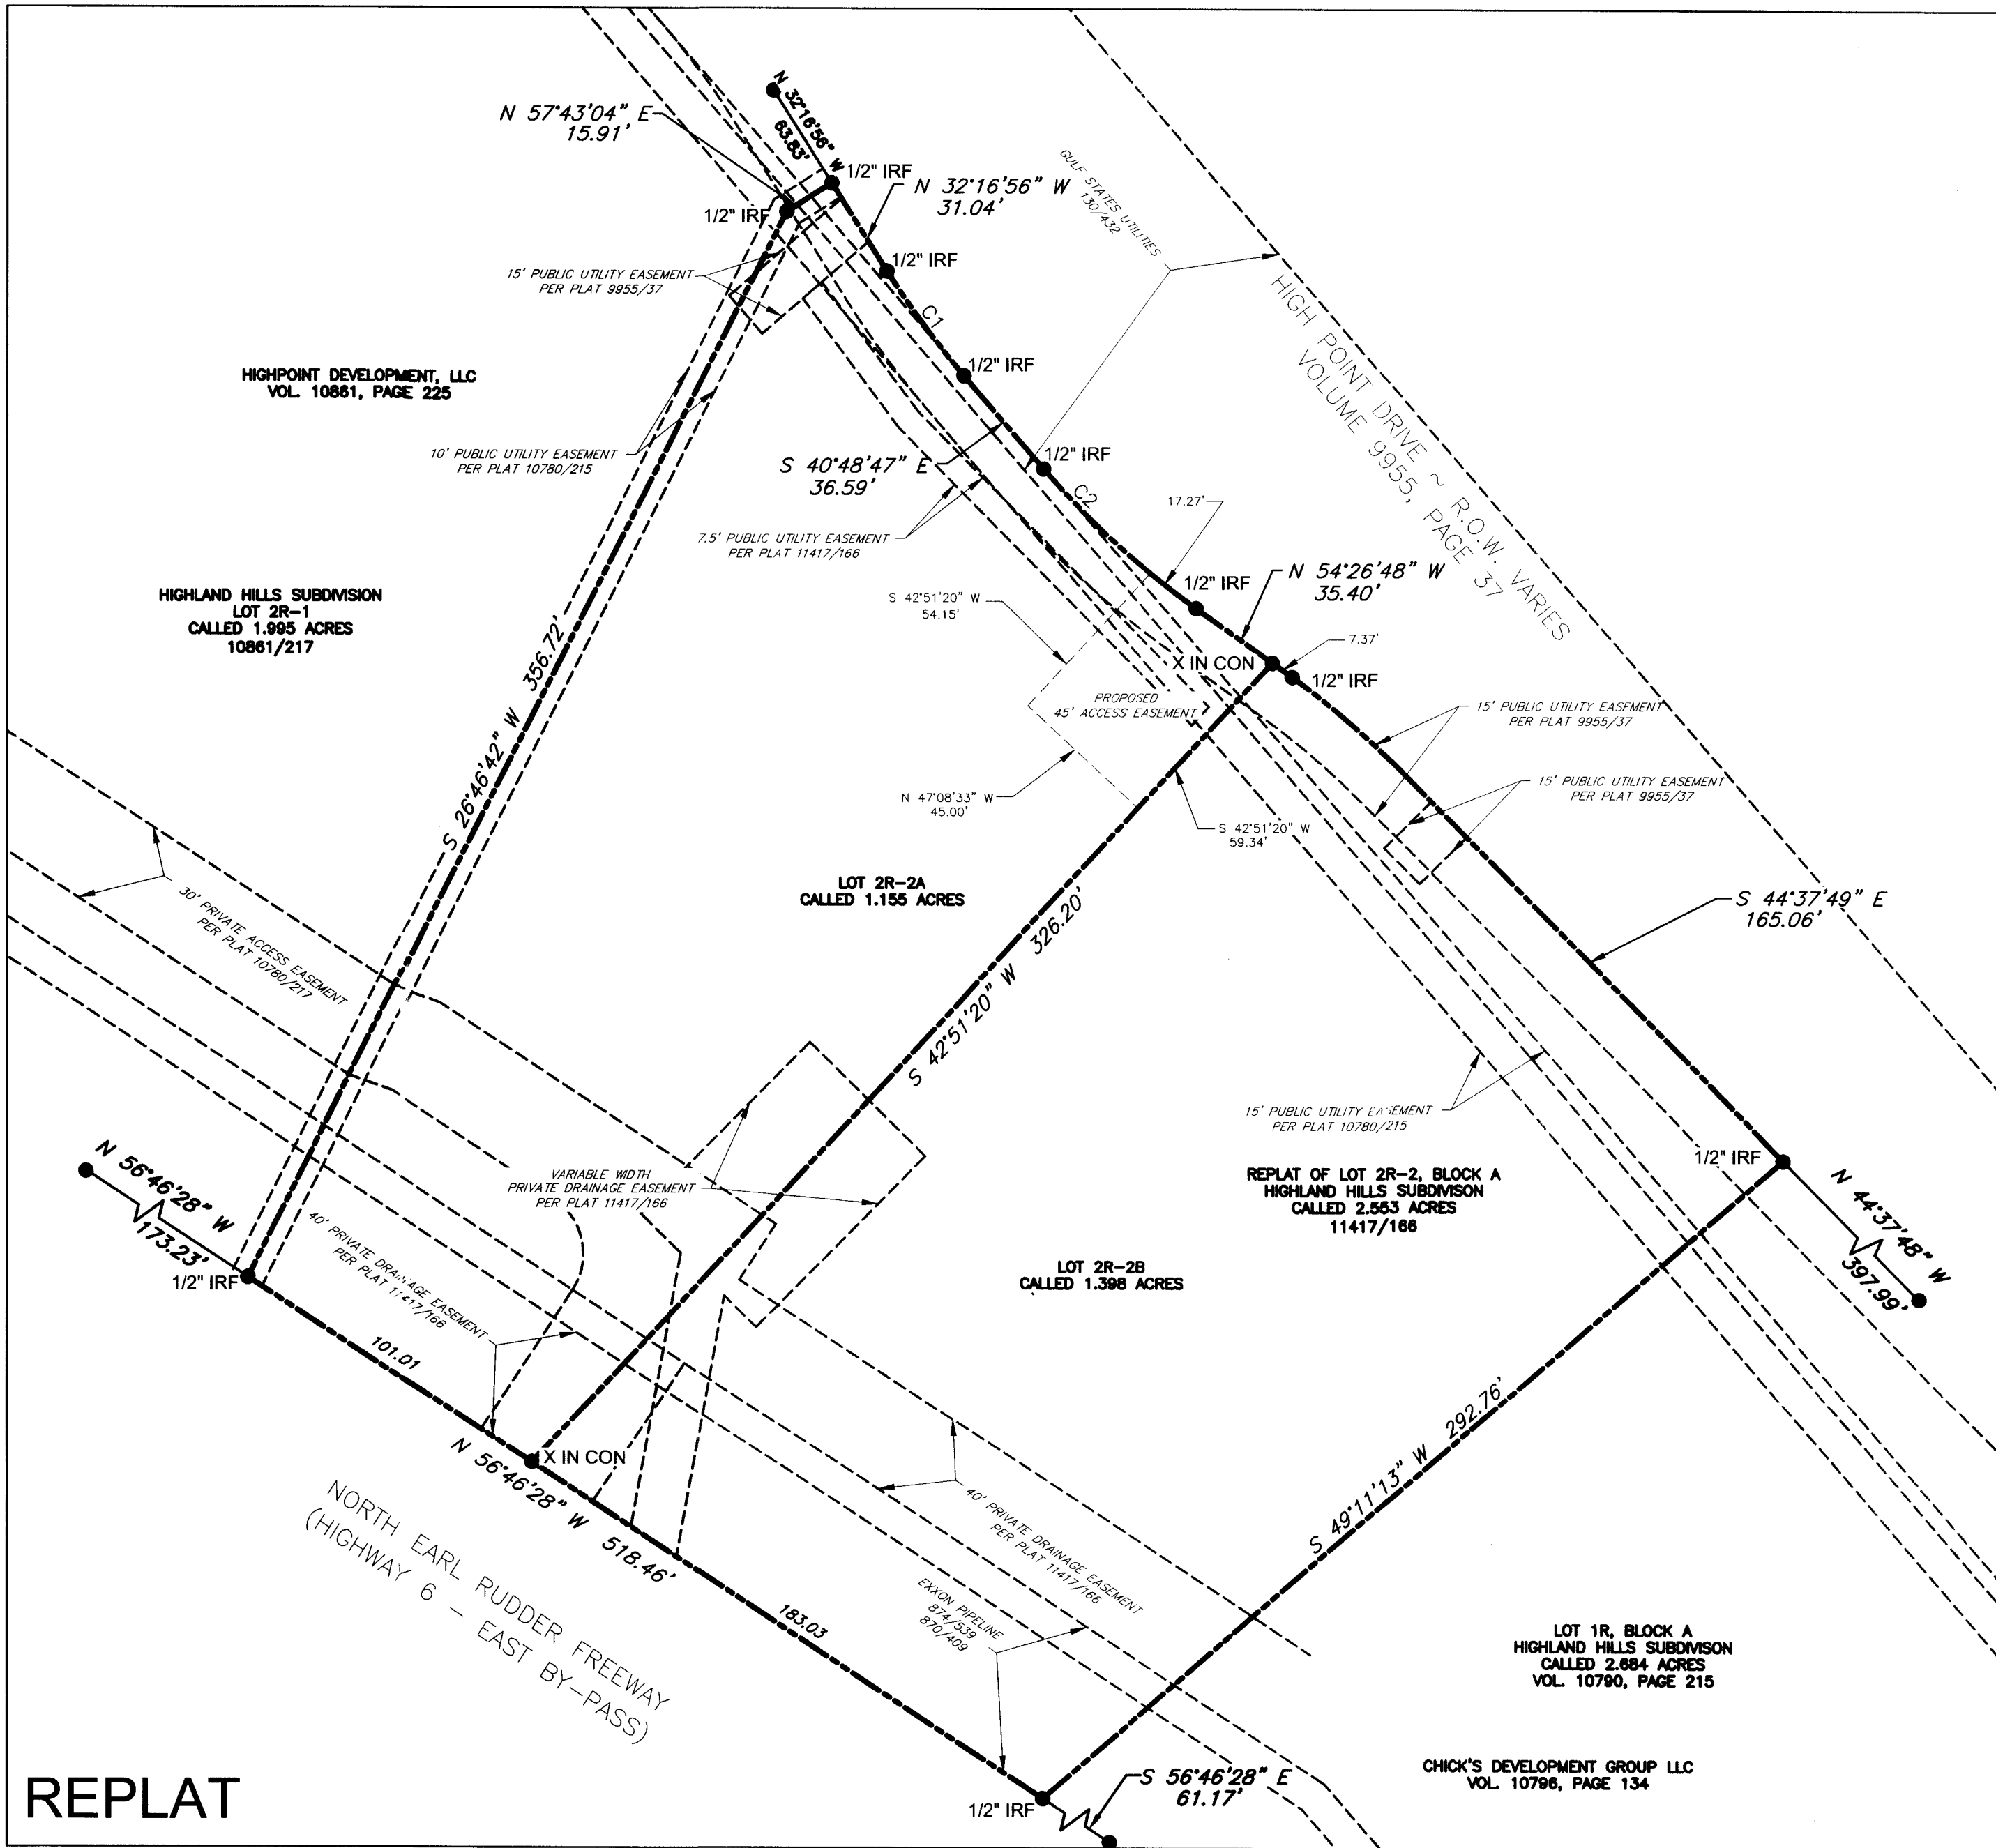 N 32°16'56" W
63.83'
N 57°43'04" E
15.91'
1/2" IRF
N 32°16'56" W
31.04'
1/2" IRF
GULF STATES UTILITIES
130/432
1/2" IRF
15' PUBLIC UTILITY EASEMENT
PER PLAT 9955/37
C1
HIGH POINT DRIVE ~ R.O.W. VARIES
VOLUME 9955, PAGE 37
1/2" IRF
HIGHPOINT DEVELOPMENT, LLC
VOL. 10861, PAGE 225
10' PUBLIC UTILITY EASEMENT
PER PLAT 10780/215
S 40°48'47" E
36.59'
1/2" IRF
C2
17.27'
7.5' PUBLIC UTILITY EASEMENT
PER PLAT 11417/166
1/2" IRF
N 54°26'48" W
35.40'
HIGHLAND HILLS SUBDIVISION
LOT 2R-1
CALLED 1.995 ACRES
10861/217
S 42°51'20" W
54.15'
7.37'
X IN CON
1/2" IRF
S 26°46'42" W 356.72'
PROPOSED
45' ACCESS EASEMENT
15' PUBLIC UTILITY EASEMENT
PER PLAT 9955/37
15' PUBLIC UTILITY EASEMENT
PER PLAT 9955/37
N 47°08'33" W
45.00'
S 42°51'20" W
59.34'
LOT 2R-2A
CALLED 1.155 ACRES
S 44°37'49" E
165.06'
30' PRIVATE ACCESS EASEMENT
PER PLAT 10780/217
S 42°51'20" W 326.20'
15' PUBLIC UTILITY EASEMENT
PER PLAT 10780/215
1/2" IRF
N 56°46'28" W
173.23'
VARIABLE WIDTH
PRIVATE DRAINAGE EASEMENT
PER PLAT 11417/166
REPLAT OF LOT 2R-2, BLOCK A
HIGHLAND HILLS SUBDIVISON
CALLED 2.553 ACRES
11417/166
N 44°37'48" W
397.99'
1/2" IRF
40' PRIVATE DRAINAGE EASEMENT
PER PLAT 11417/166
LOT 2R-2B
CALLED 1.398 ACRES
101.01
X IN CON
N 56°46'28" W 518.46'
S 49°11'13" W 292.76'
NORTH EARL RUDDER FREEWAY
(HIGHWAY 6 - EAST BY-PASS)
40' PRIVATE DRAINAGE EASEMENT
PER PLAT 11417/166
EXXON PIPELINE
874/539
870/409
183.03
LOT 1R, BLOCK A
HIGHLAND HILLS SUBDIVISON
CALLED 2.684 ACRES
VOL. 10790, PAGE 215
CHICK'S DEVELOPMENT GROUP LLC
VOL. 10796, PAGE 134
S 56°46'28" E
61.17'
1/2" IRF
REPLAT